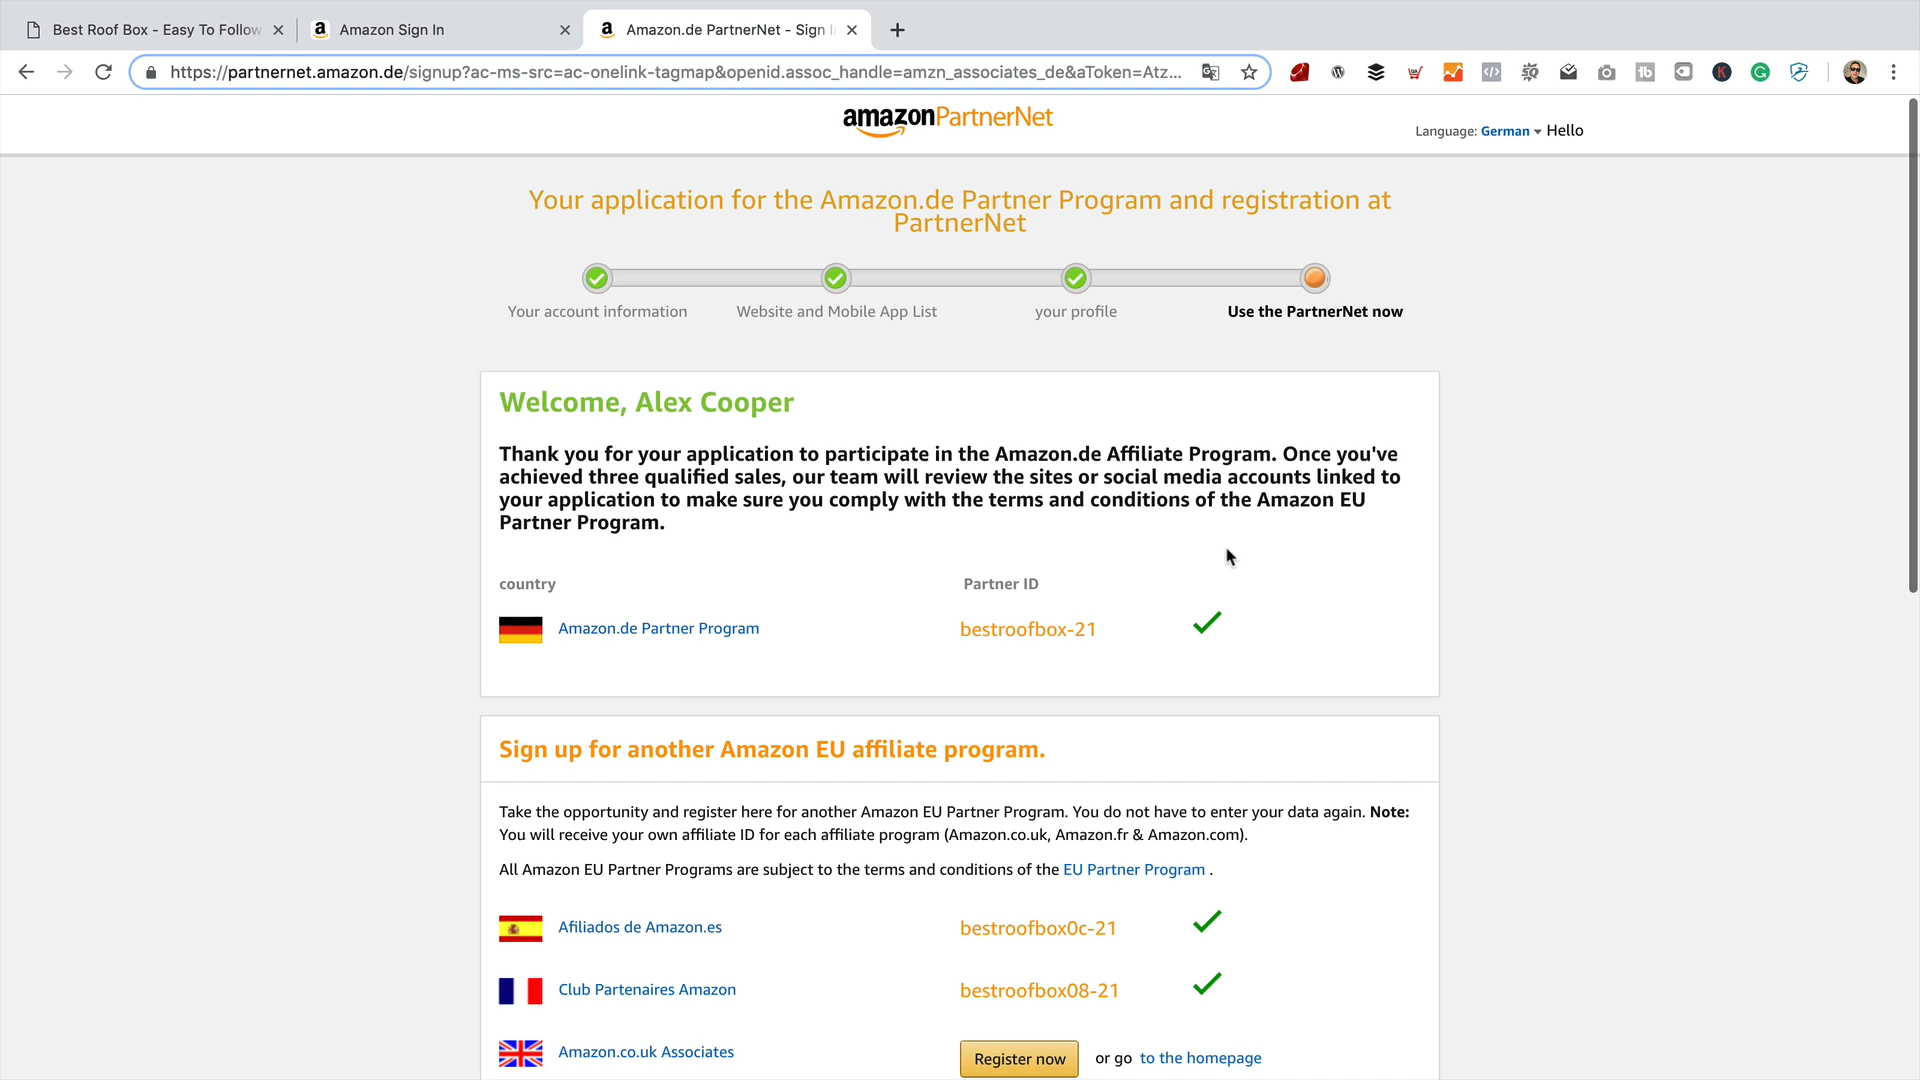 Best Roof Box - Easy To Follow
Amazon Sign In
Amazon.de PartnerNet - Sign I
https://partnernet.amazon.de/signup?ac-ms-src=ac-onelink-tagmap&openid.assoc_handle=amzn_associates_de&aToken=Atz...
amazonPartnerNet
Language: German Hello
Your application for the Amazon.de Partner Program and registration at
PartnerNet
Your account information
Website and Mobile App List
your profile
Use the PartnerNet now
Welcome, Alex Cooper
Thank you for your application to participate in the Amazon.de Affiliate Program. Once you've
achieved three qualified sales, our team will review the sites or social media accounts linked to
your application to make sure you comply with the terms and conditions of the Amazon EU
Partner Program.
country Partner ID
Amazon.de Partner Program bestroofbox-21
Sign up for another Amazon EU affiliate program.
Take the opportunity and register here for another Amazon EU Partner Program. You do not have to enter your data again. Note:
You will receive your own affiliate ID for each affiliate program (Amazon.co.uk, Amazon.fr & Amazon.com).
All Amazon EU Partner Programs are subject to the terms and conditions of the EU Partner Program .
Afiliados de Amazon.es bestroofbox0c-21
Club Partenaires Amazon bestroofbox08-21
Amazon.co.uk Associates Register now or go to the homepage